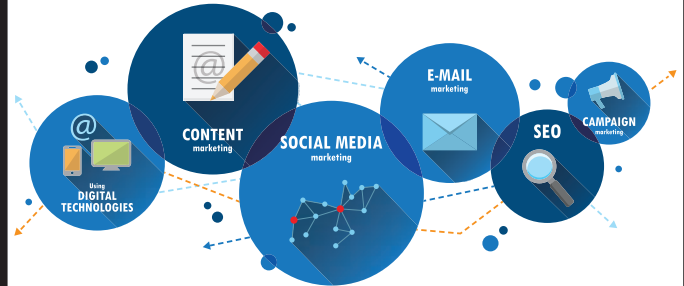 @
Using
DIGITAL
TECHNOLOGIES
@
CONTENT
marketing
SOCIAL MEDIA
marketing
E-MAIL
marketing
SEO
CAMPAIGN
marketing